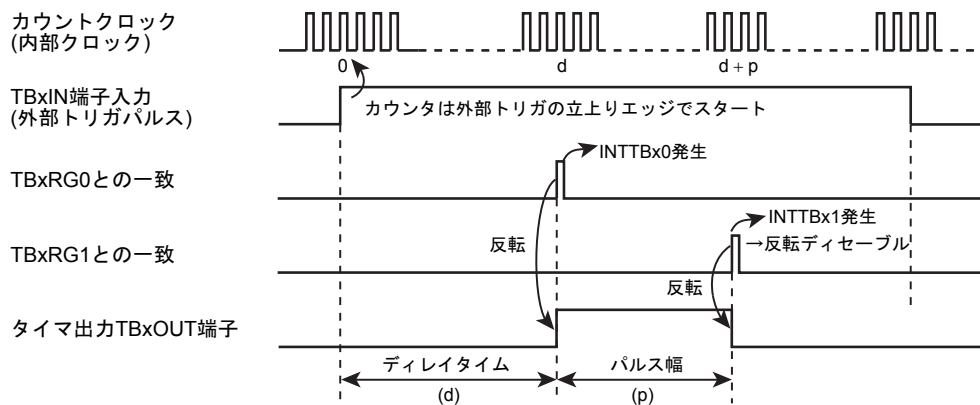 カウントクロック
(内部クロック)
0
d
d + p
TBxIN端子入力
(外部トリガパルス)
カウンタは外部トリガの立上りエッジでスタート
INTTBx0発生
TBxRG0との一致
INTTBx1発生
反転
→反転ディセーブル
TBxRG1との一致
反転
タイマ出力TBxOUT端子
ディレイタイム
パルス幅
(d)
(p)